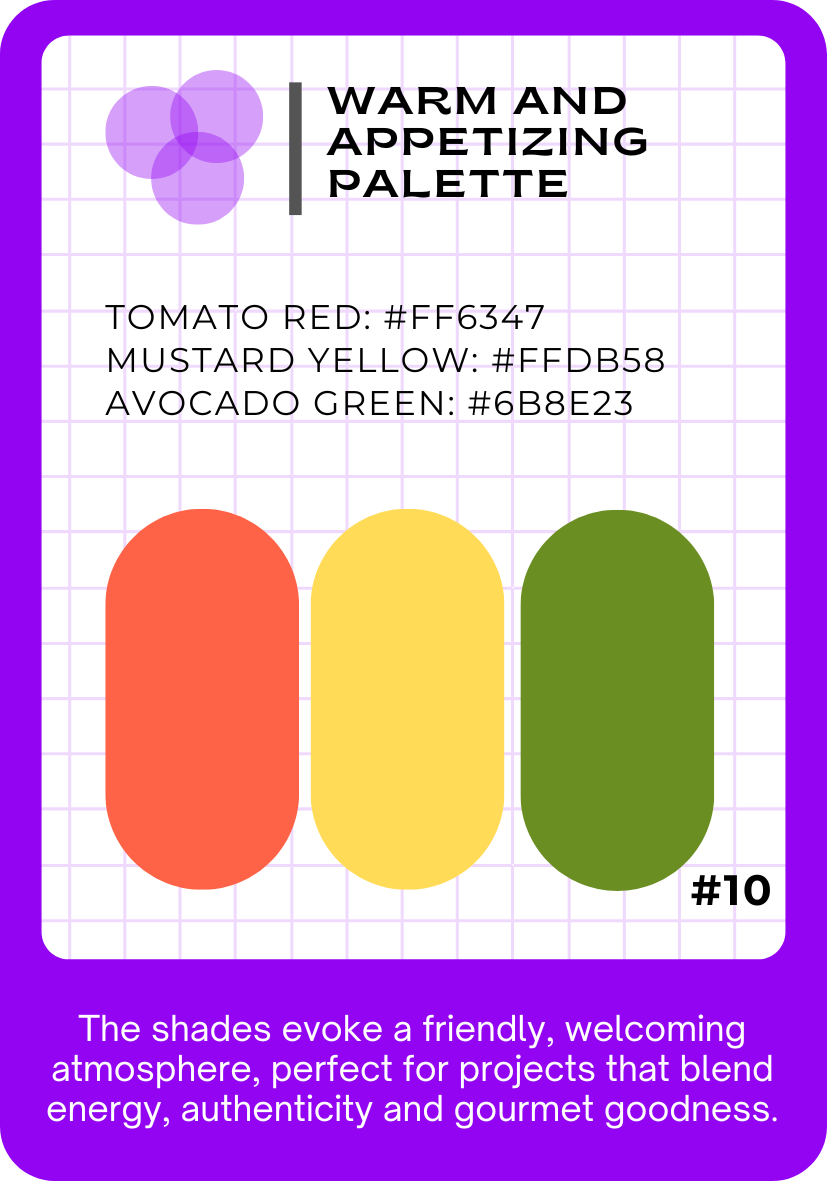 WARM AND
APPETIZING
PALETTE
TOMATO RED: #FF6347
MUSTARD YELLOW: #FFDB58
AVOCADO GREEN: #6B8E23
#10
The shades evoke a friendly, welcoming
atmosphere, perfect for projects that blend
energy, authenticity and gourmet goodness.